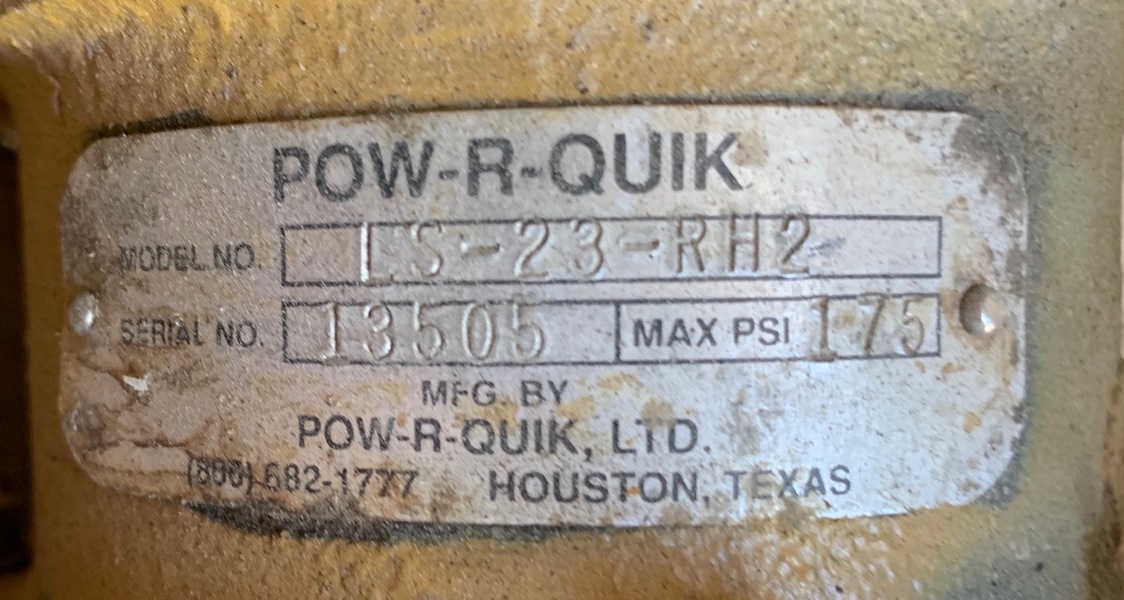 POW-R-QUIK
MODEL NO. LS-23-RH2
SERIAL NO. 13505 MAX PSI 175
MFG. BY
POW-R-QUIK, LTD.
(800) 682-1777 HOUSTON, TEXAS